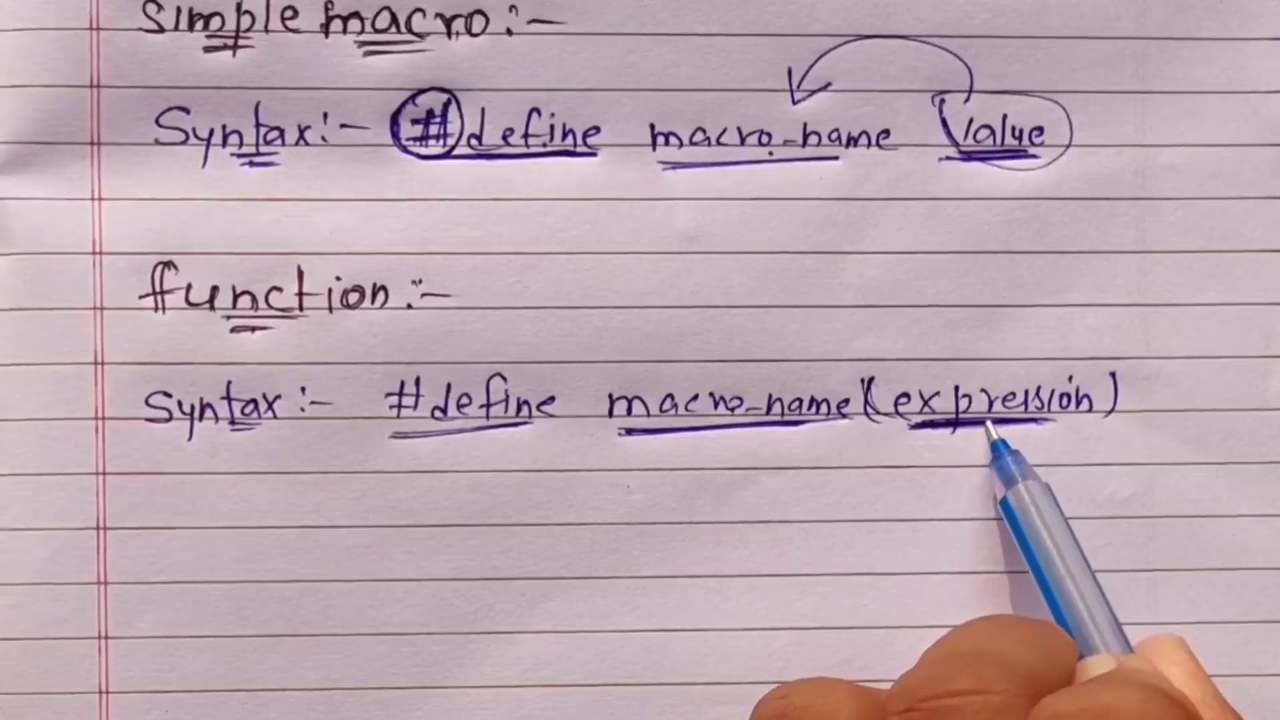 Simple macro:-
Syntax:- #define macro-name value
function:-
Syntax:- #define macro-name(expression)